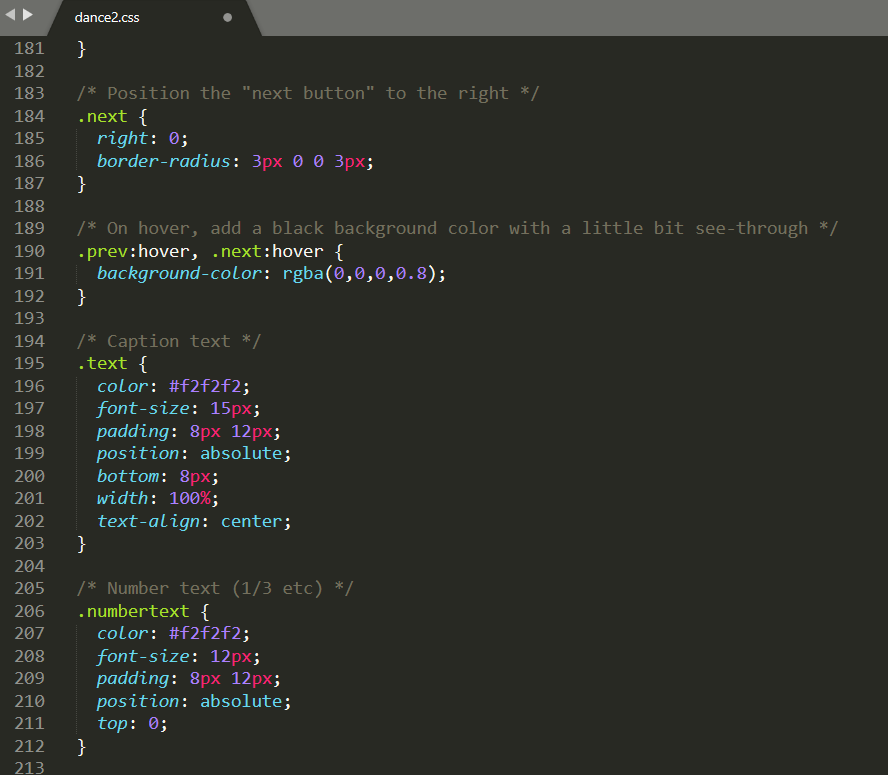 dance2.css
181 }
182
183 /* Position the "next button" to the right */
184 .next {
185   right: 0;
186   border-radius: 3px 0 0 3px;
187 }
188
189 /* On hover, add a black background color with a little bit see-through */
190 .prev:hover, .next:hover {
191   background-color: rgba(0,0,0,0.8);
192 }
193
194 /* Caption text */
195 .text {
196   color: #f2f2f2;
197   font-size: 15px;
198   padding: 8px 12px;
199   position: absolute;
200   bottom: 8px;
201   width: 100%;
202   text-align: center;
203 }
204
205 /* Number text (1/3 etc) */
206 .numbertext {
207   color: #f2f2f2;
208   font-size: 12px;
209   padding: 8px 12px;
210   position: absolute;
211   top: 0;
212 }
213